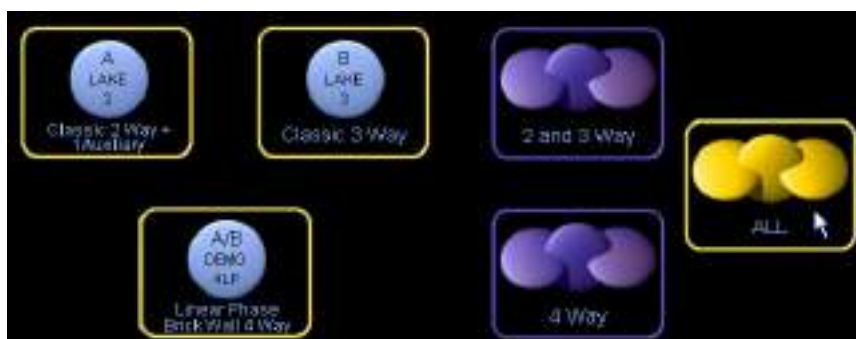 A
LAKE
3
Classic 2 Way +
1Auxiliary
B
LAKE
3
Classic 3 Way
2 and 3 Way
ALL
A/B
DEMO
4LP
Linear Phase
Brick Wall 4 Way
4 Way